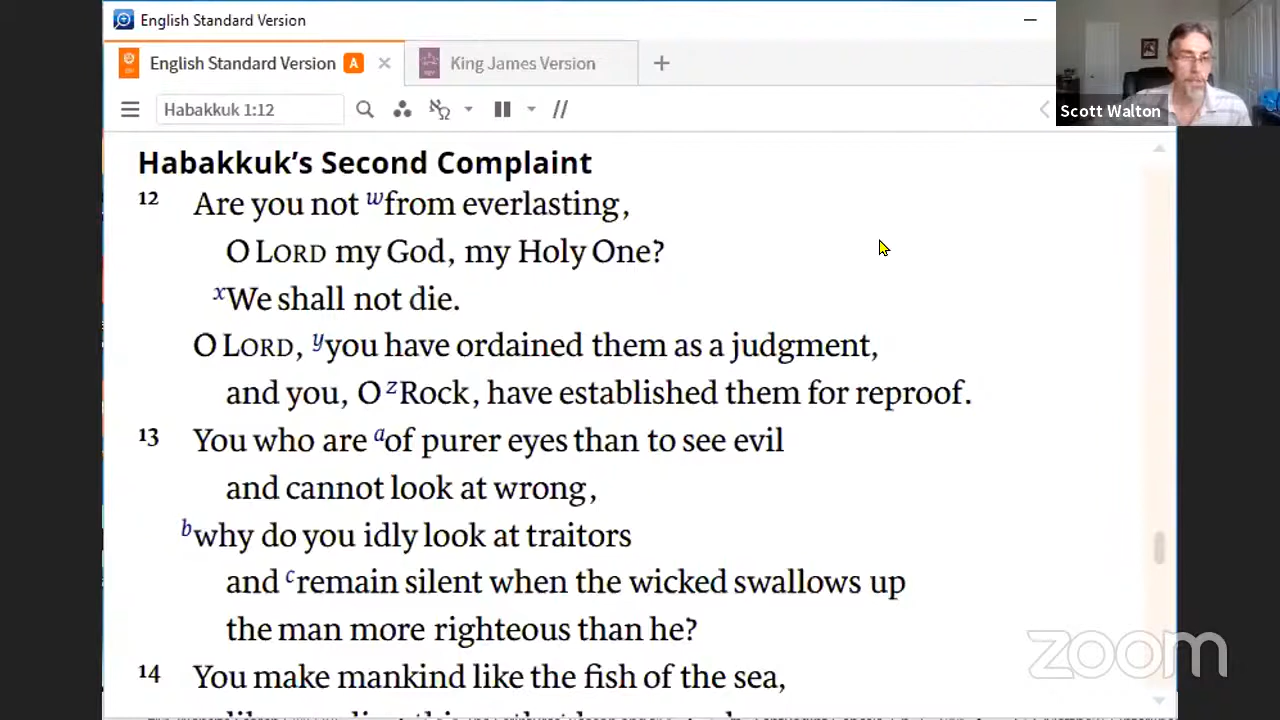 English Standard Version
English Standard Version A
King James Version
Habakkuk 1:12
Scott Walton
Habakkuk's Second Complaint
12 Are you not w from everlasting,
O LORD my God, my Holy One?
x We shall not die.
O LORD, y you have ordained them as a judgment,
and you, O z Rock, have established them for reproof.
13 You who are a of purer eyes than to see evil
and cannot look at wrong,
b why do you idly look at traitors
and c remain silent when the wicked swallows up
the man more righteous than he?
14 You make mankind like the fish of the sea,
zoom